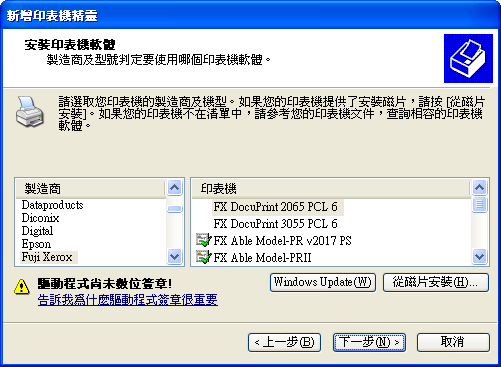 新增印表機精靈
安裝印表機軟體
製造商及型號判定要使用哪個印表機軟體。
請選取您印表機的製造商及機型。如果您的印表機提供了安裝磁片，請按 [從磁片
安裝]。如果您的印表機不在清單中，請參考您的印表機文件，查詢相容的印表機
軟體。
製造商
Dataproducts
Diconix
Digital
Epson
Fuji Xerox
印表機
FX DocuPrint 2065 PCL 6
FX DocuPrint 3055 PCL 6
FX Able Model-PR v2017 PS
FX Able Model-PRII
驅動程式尚未數位簽章!
告訴我爲什麼驅動程式簽章很重要
Windows Update(W)
從磁片安裝(H)...
< 上一步(B)
下一步(N) >
取消